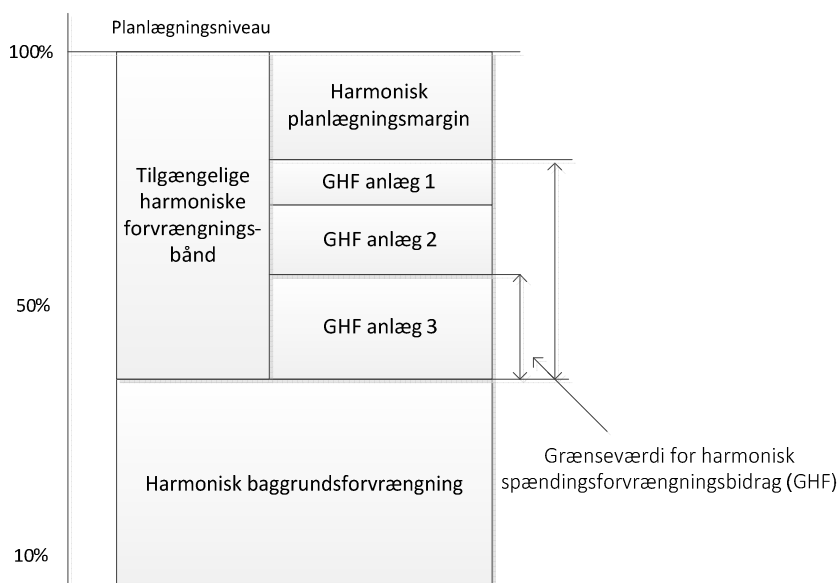 Planlægningsniveau
100%
Harmonisk
planlægningsmargin
Tilgængelige
harmoniske
forvrængnings-
bånd
GHF anlæg 1
GHF anlæg 2
50%
GHF anlæg 3
Grænseværdi for harmonisk
spændingsforvrængningsbidrag (GHF)
Harmonisk baggrundsforvrængning
10%